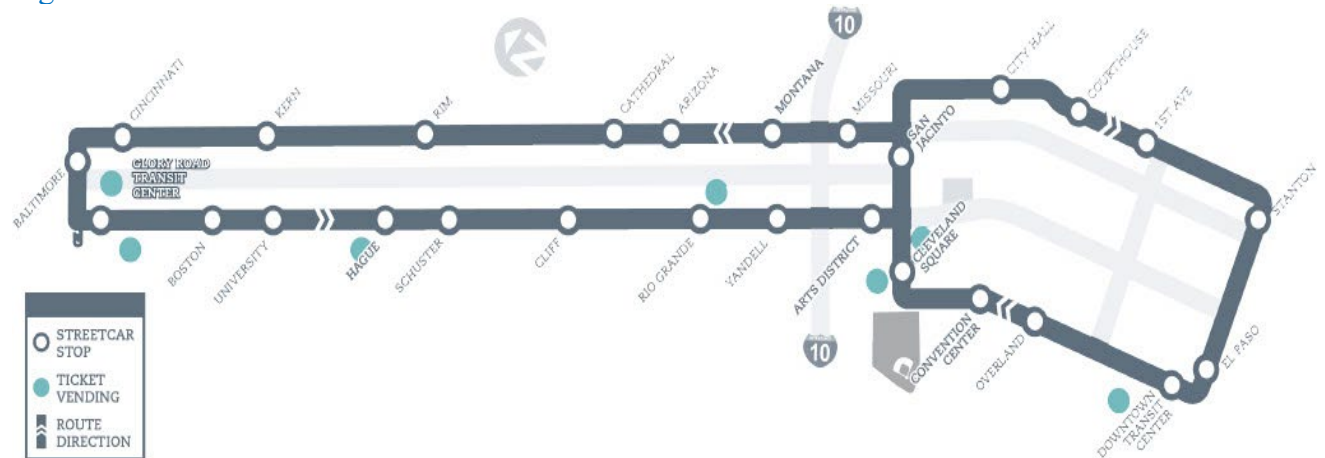 10
CINCINNATI
KERN
RIM
CATHEDRAL
ARIZONA
MONTANA
MISSOURI
CITY HALL
COURTHOUSE
1ST AVE
SAN
JACINTO
BALTIMORE
GLORY ROAD
TRANSIT
CENTER
STANTON
BOSTON
UNIVERSITY
HAGUE
SCHUSTER
CLIFF
RIO GRANDE
YANDELL
ARTS DISTRICT
CLEVELAND
SQUARE
CONVENTION
CENTER
OVERLAND
DOWNTOWN
TRANSIT
CENTER
EL PASO
10
STREETCAR
STOP
TICKET
VENDING
ROUTE
DIRECTION